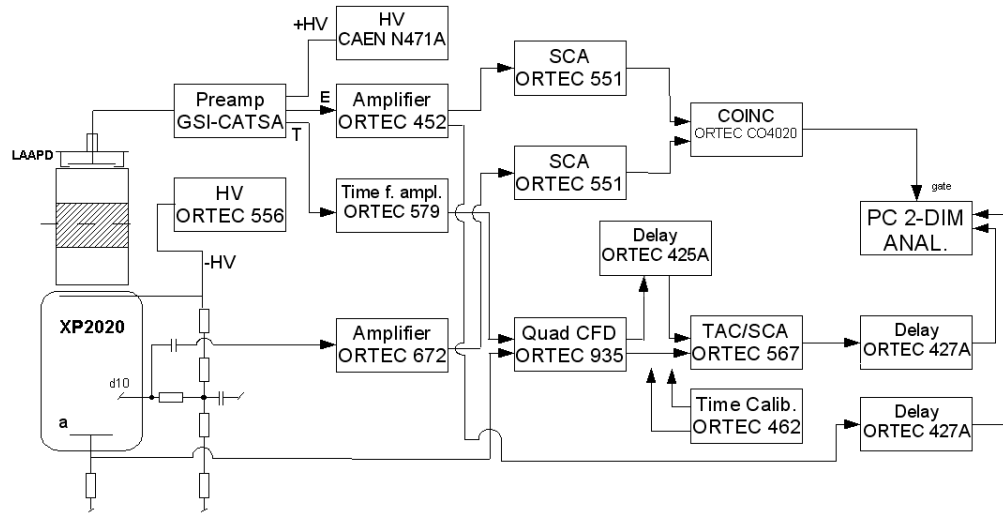 +HV
HV
CAEN N471A
Preamp
GSI-CATSA
E
T
Amplifier
ORTEC 452
SCA
ORTEC 551
COINC
ORTEC CO4020
LAAPD
HV
ORTEC 556
-HV
Time f. ampl.
ORTEC 579
SCA
ORTEC 551
gate
PC 2-DIM
ANAL.
Delay
ORTEC 425A
XP2020
Amplifier
ORTEC 672
Quad CFD
ORTEC 935
TAC/SCA
ORTEC 567
Delay
ORTEC 427A
d10
a
Time Calib.
ORTEC 462
Delay
ORTEC 427A